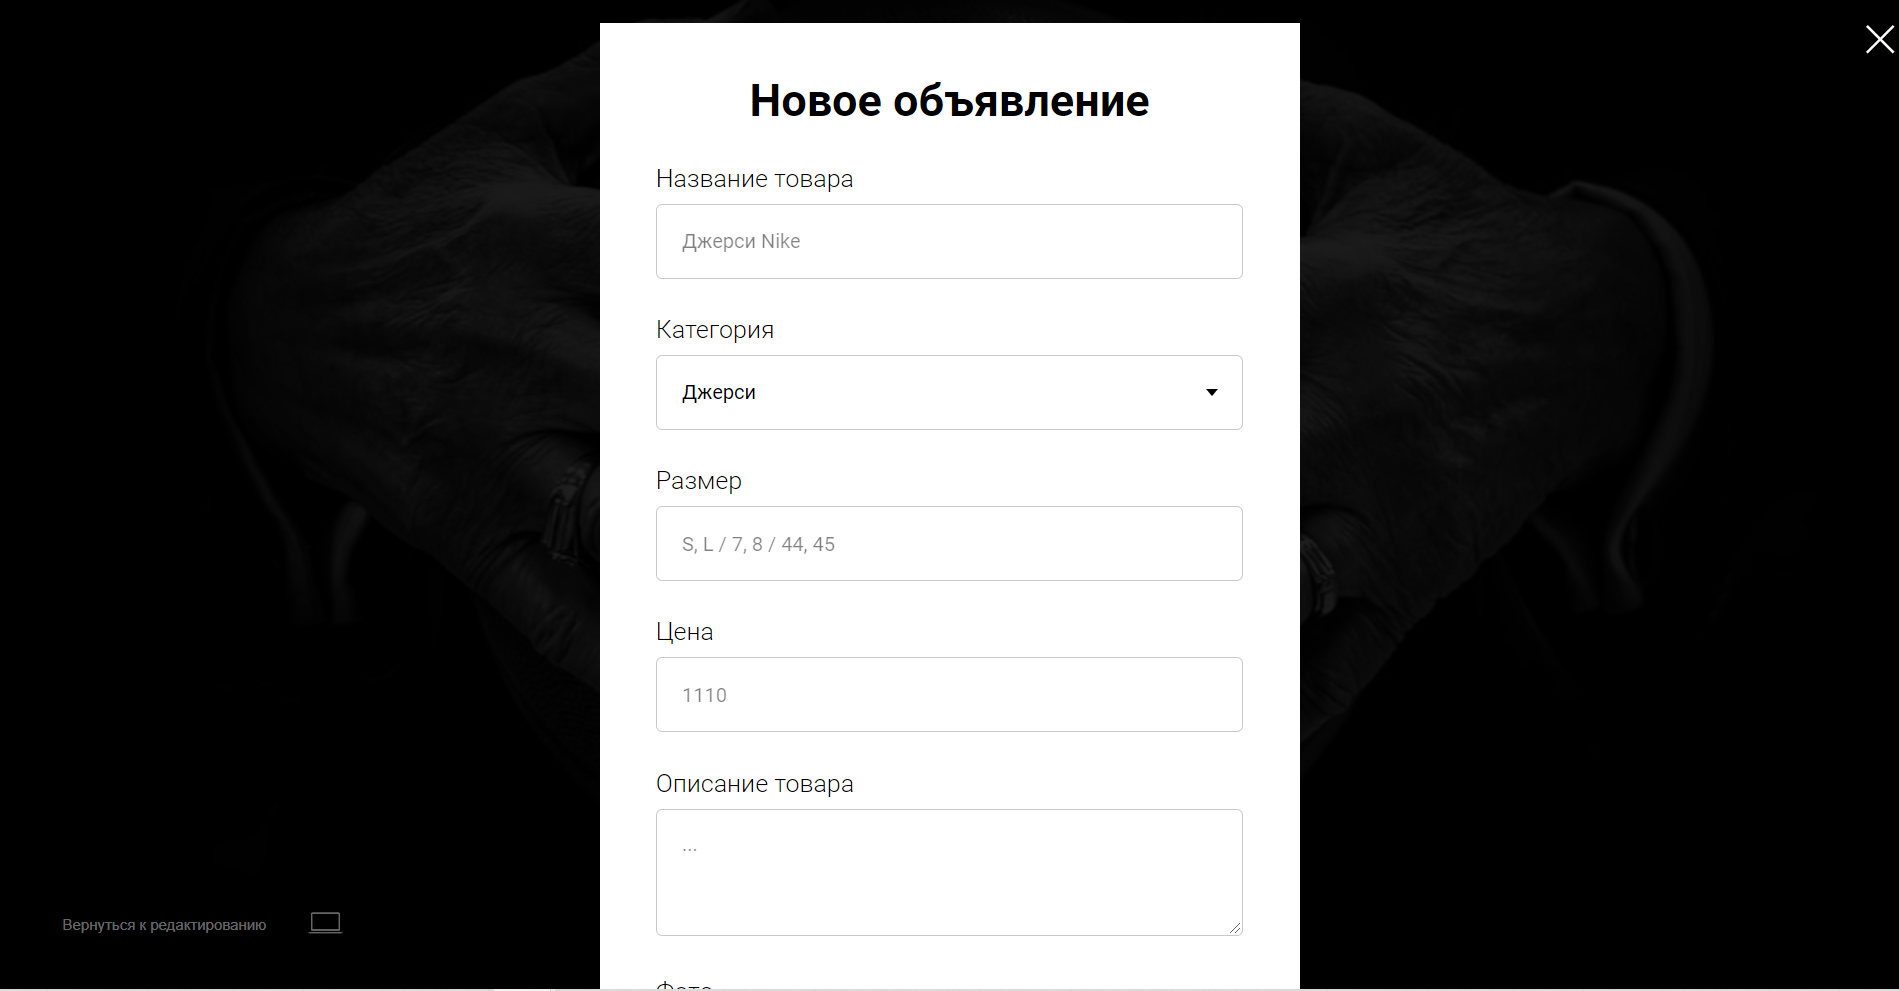 Новое объявление
Название товара
Джерси Nike
Категория
Джерси
Размер
S, L / 7, 8 / 44, 45
Цена
1110
Описание товара
...
Вернуться к редактированию
Фото